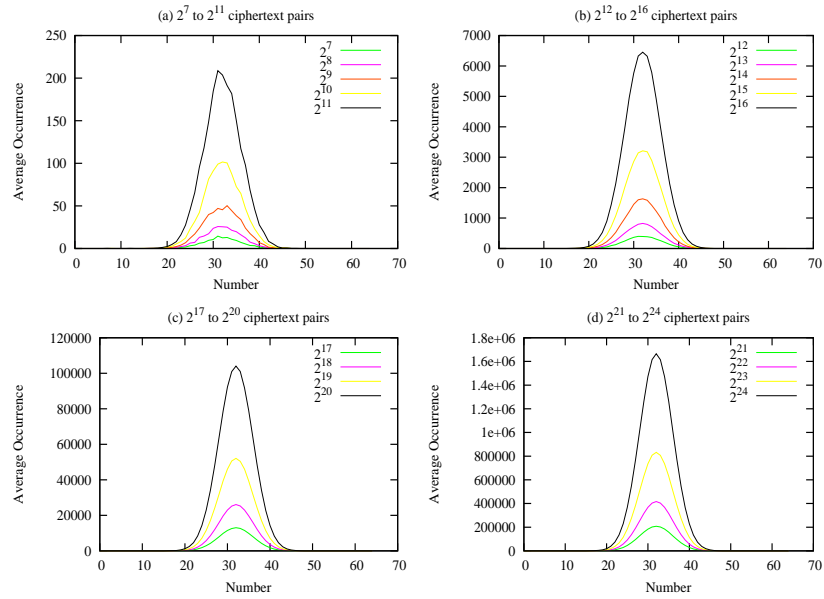 (a) 2^7 to 2^11 ciphertext pairs
250
200
150
100
50
0
0 10 20 30 40 50 60 70
Average Occurrence
Number
2^7
2^8
2^9
2^10
2^11
(b) 2^12 to 2^16 ciphertext pairs
7000
6000
5000
4000
3000
2000
1000
0
0 10 20 30 40 50 60 70
Average Occurrence
Number
2^12
2^13
2^14
2^15
2^16
(c) 2^17 to 2^20 ciphertext pairs
120000
100000
80000
60000
40000
20000
0
0 10 20 30 40 50 60 70
Average Occurrence
Number
2^17
2^18
2^19
2^20
(d) 2^21 to 2^24 ciphertext pairs
1.8e+06
1.6e+06
1.4e+06
1.2e+06
1e+06
800000
600000
400000
200000
0
0 10 20 30 40 50 60 70
Average Occurrence
Number
2^21
2^22
2^23
2^24